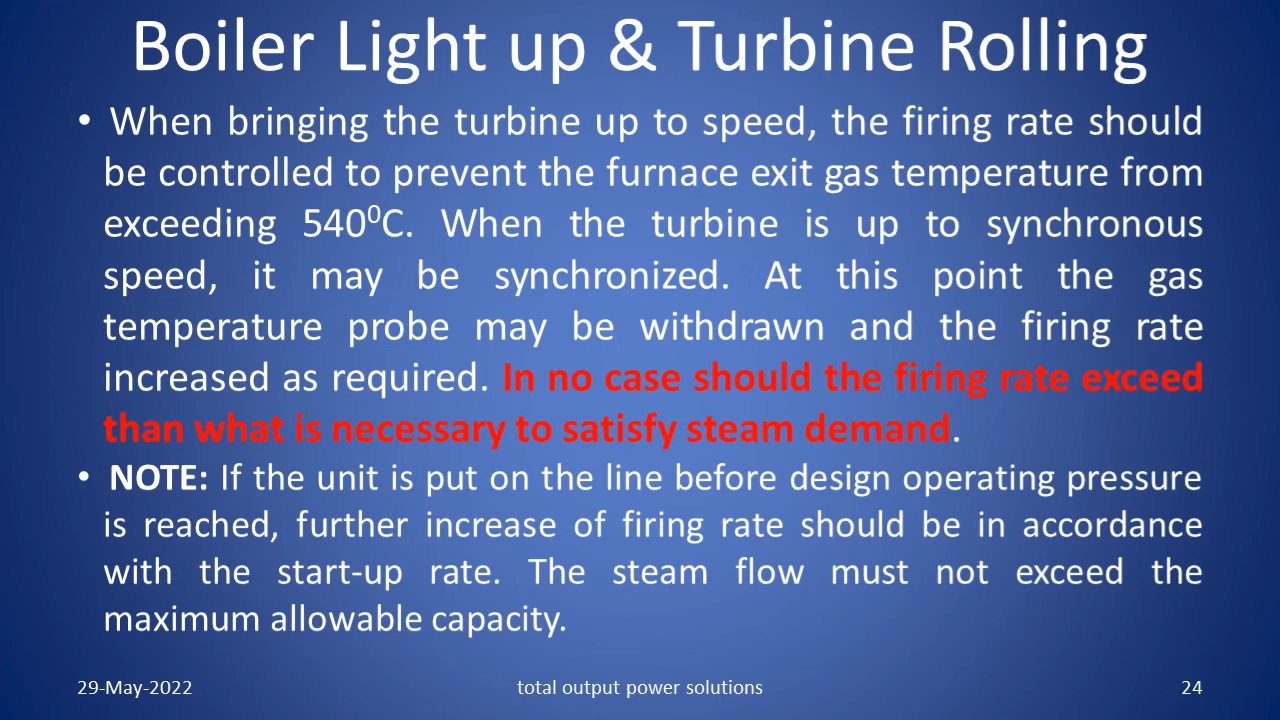 Boiler Light up & Turbine Rolling
• When bringing the turbine up to speed, the firing rate should
be controlled to prevent the furnace exit gas temperature from
exceeding 540⁰C. When the turbine is up to synchronous
speed, it may be synchronized. At this point the gas
temperature probe may be withdrawn and the firing rate
increased as required. In no case should the firing rate exceed
than what is necessary to satisfy steam demand.
• NOTE: If the unit is put on the line before design operating pressure
is reached, further increase of firing rate should be in accordance
with the start-up rate. The steam flow must not exceed the
maximum allowable capacity.
29-May-2022
total output power solutions
24